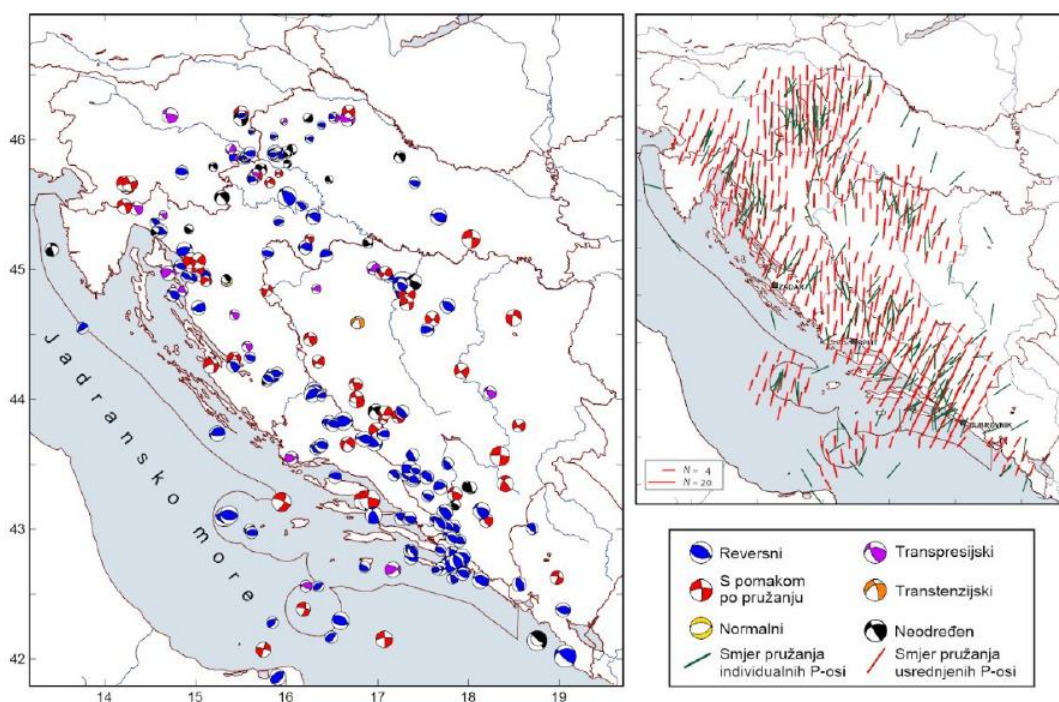 46
45
44
43
42
14
15
16
17
18
19
Jadransko more
ZADAR
DUBROVNIK
N = 4
N = 20
Reversni
S pomakom
po pružanju
Normalni
Smjer pružanja
individualnih P-osi
Transpresijski
Transtenzijski
Neodređen
Smjer pružanja
usrednjenih P-osi